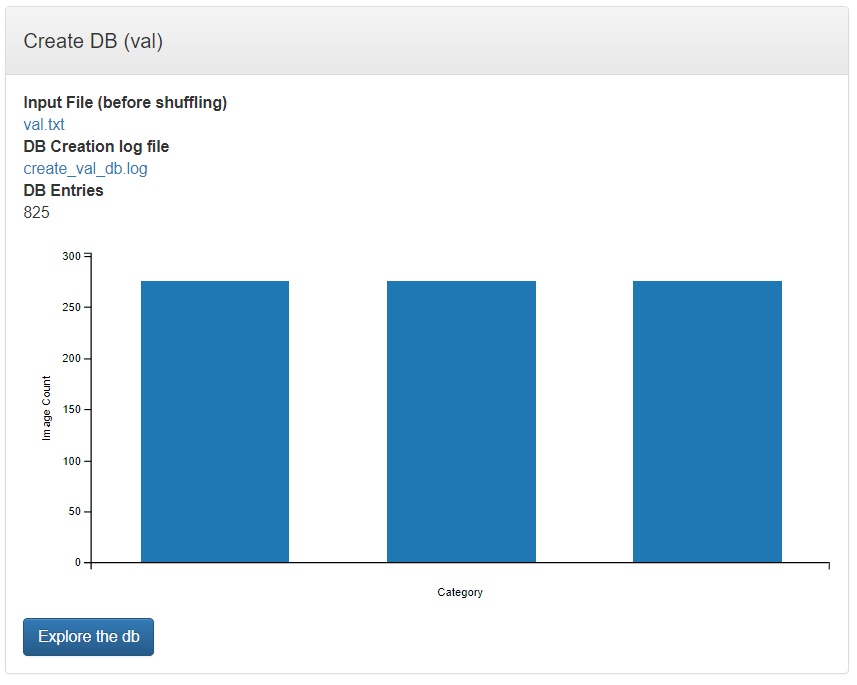 Create DB (val)
Input File (before shuffling)
val.txt
DB Creation log file
create_val_db.log
DB Entries
825
300
250
200
150
100
50
0
Image Count
Category
Explore the db